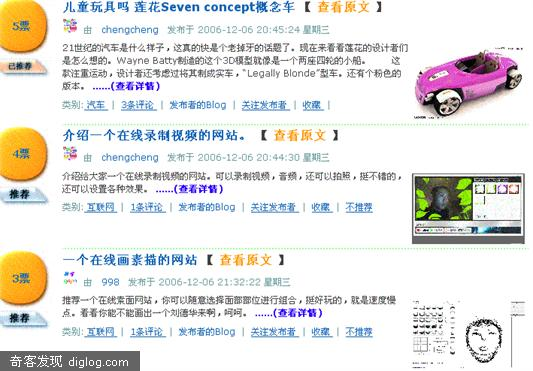 5票
已推荐
儿童玩具吗 莲花Seven concept概念车 【 查看原文 】
由 chengcheng 发布于 2006-12-06 20:45:24 星期三
21世纪的汽车是什么样子，这真的快是个老掉牙的话题了。现在来看看莲花的设计者们
是怎么想的。Wayne Batty制造的这个3D模型就像是一个两座四轮的小船。 这
款注重运动，设计者还考虑过将其制成买车，“Legally Blonde”型车。还有个粉色的
版本。 ......(查看详情)
类别: 汽车 | 3条评论 | 发布者的Blog | 关注发布者 | 收藏 |
4票
推荐
介绍一个在线录制视频的网站。 【 查看原文 】
由 chengcheng 发布于 2006-12-06 20:44:30 星期三
介绍给大家一个在线录制视频的网站。可以录制视频，音频，还可以拍照，挺不错的，
还可以设置各种效果。 ......(查看详情)
类别: 互联网 | 1条评论 | 发布者的Blog | 关注发布者 | 收藏 | 不推荐
3票
推荐
一个在线画素描的网站 【 查看原文 】
由 998 发布于 2006-12-06 21:32:22 星期三
推荐一个在线素面网站，你可以随意选择面部部位进行组合，挺好玩的，就是速度慢
点。看看你能不能画出一个刘德华来啊，呵呵。 ......(查看详情)
类别: 互联网 | 1条评论 | 发布者的Blog | 关注发布者 | 收藏 | 不推荐
奇客发现 diglog.com